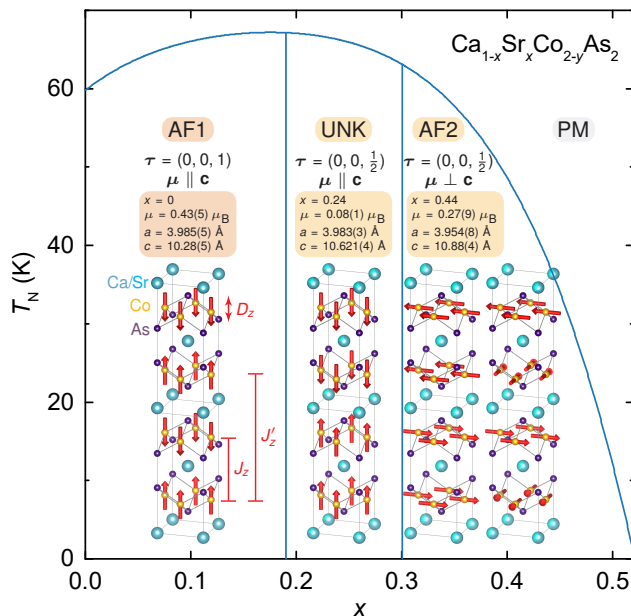 Ca1-xSrxCo2-yAs2
AF1
UNK
AF2
PM
τ = (0, 0, 1)
μ ∥ c
τ = (0, 0, 1/2)
μ ∥ c
τ = (0, 0, 1/2)
μ ⊥ c
x = 0
μ = 0.43(5) μB
a = 3.985(5) Å
c = 10.28(5) Å
x = 0.24
μ = 0.08(1) μB
a = 3.983(3) Å
c = 10.621(4) Å
x = 0.44
μ = 0.27(9) μB
a = 3.954(8) Å
c = 10.88(4) Å
Ca/Sr
Co
As
Dz
Jz
J′z
TN (K)
60
40
20
0
0.0
0.1
0.2
0.3
0.4
0.5
x